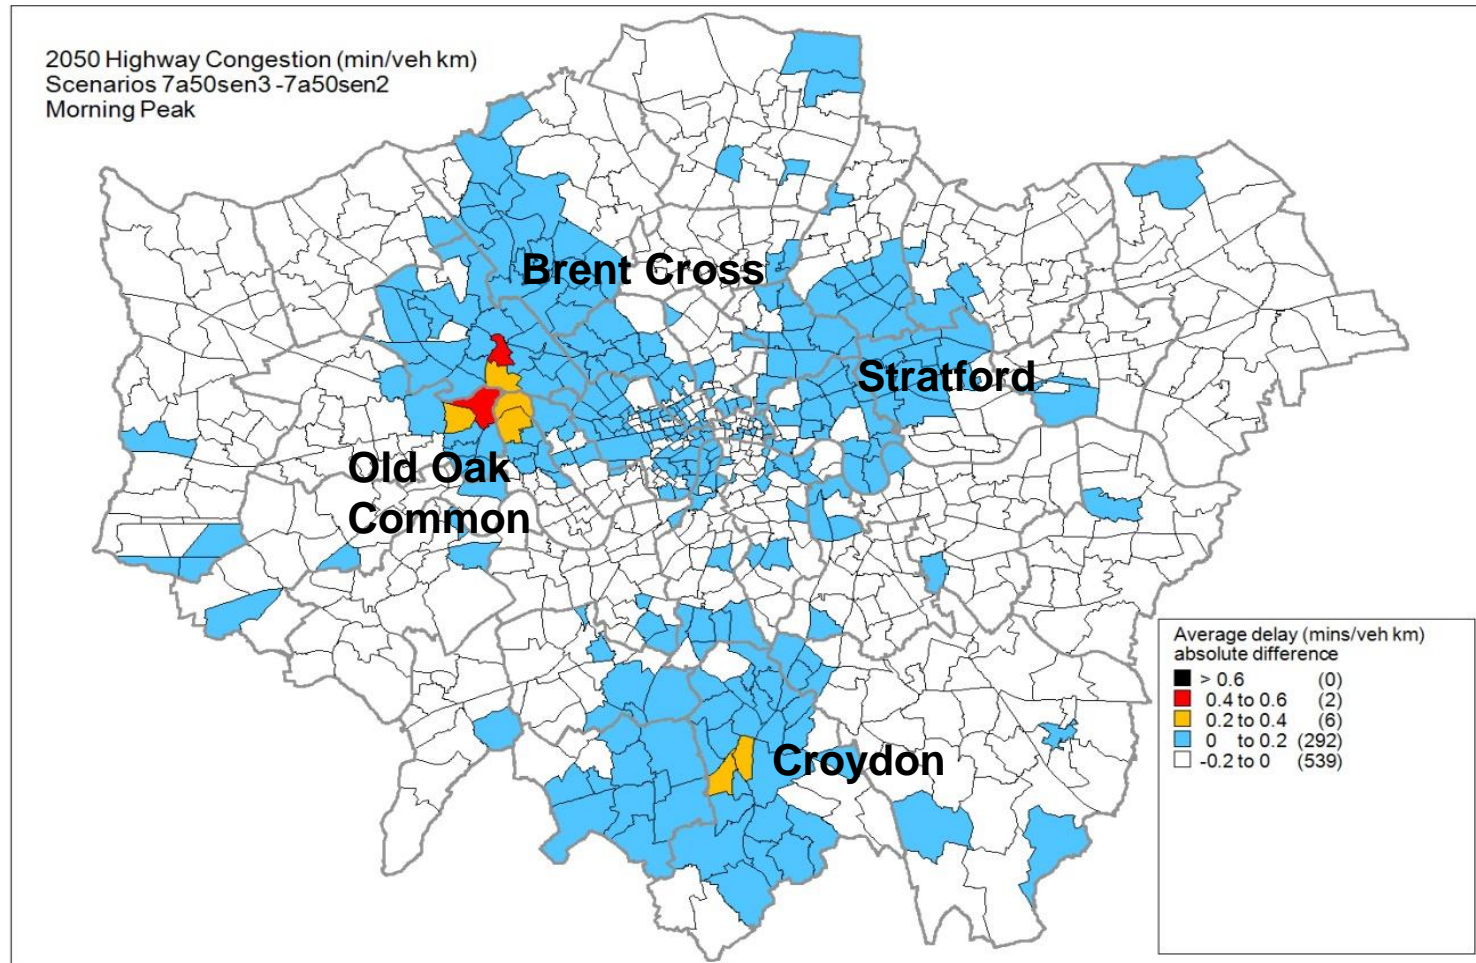 2050 Highway Congestion (min/veh km)
Scenarios 7a50sen3 -7a50sen2
Morning Peak
Brent Cross
Stratford
Old Oak
Common
Croydon
Average delay (mins/veh km)
absolute difference
> 0.6 (0)
0.4 to 0.6 (2)
0.2 to 0.4 (6)
0 to 0.2 (292)
-0.2 to 0 (539)